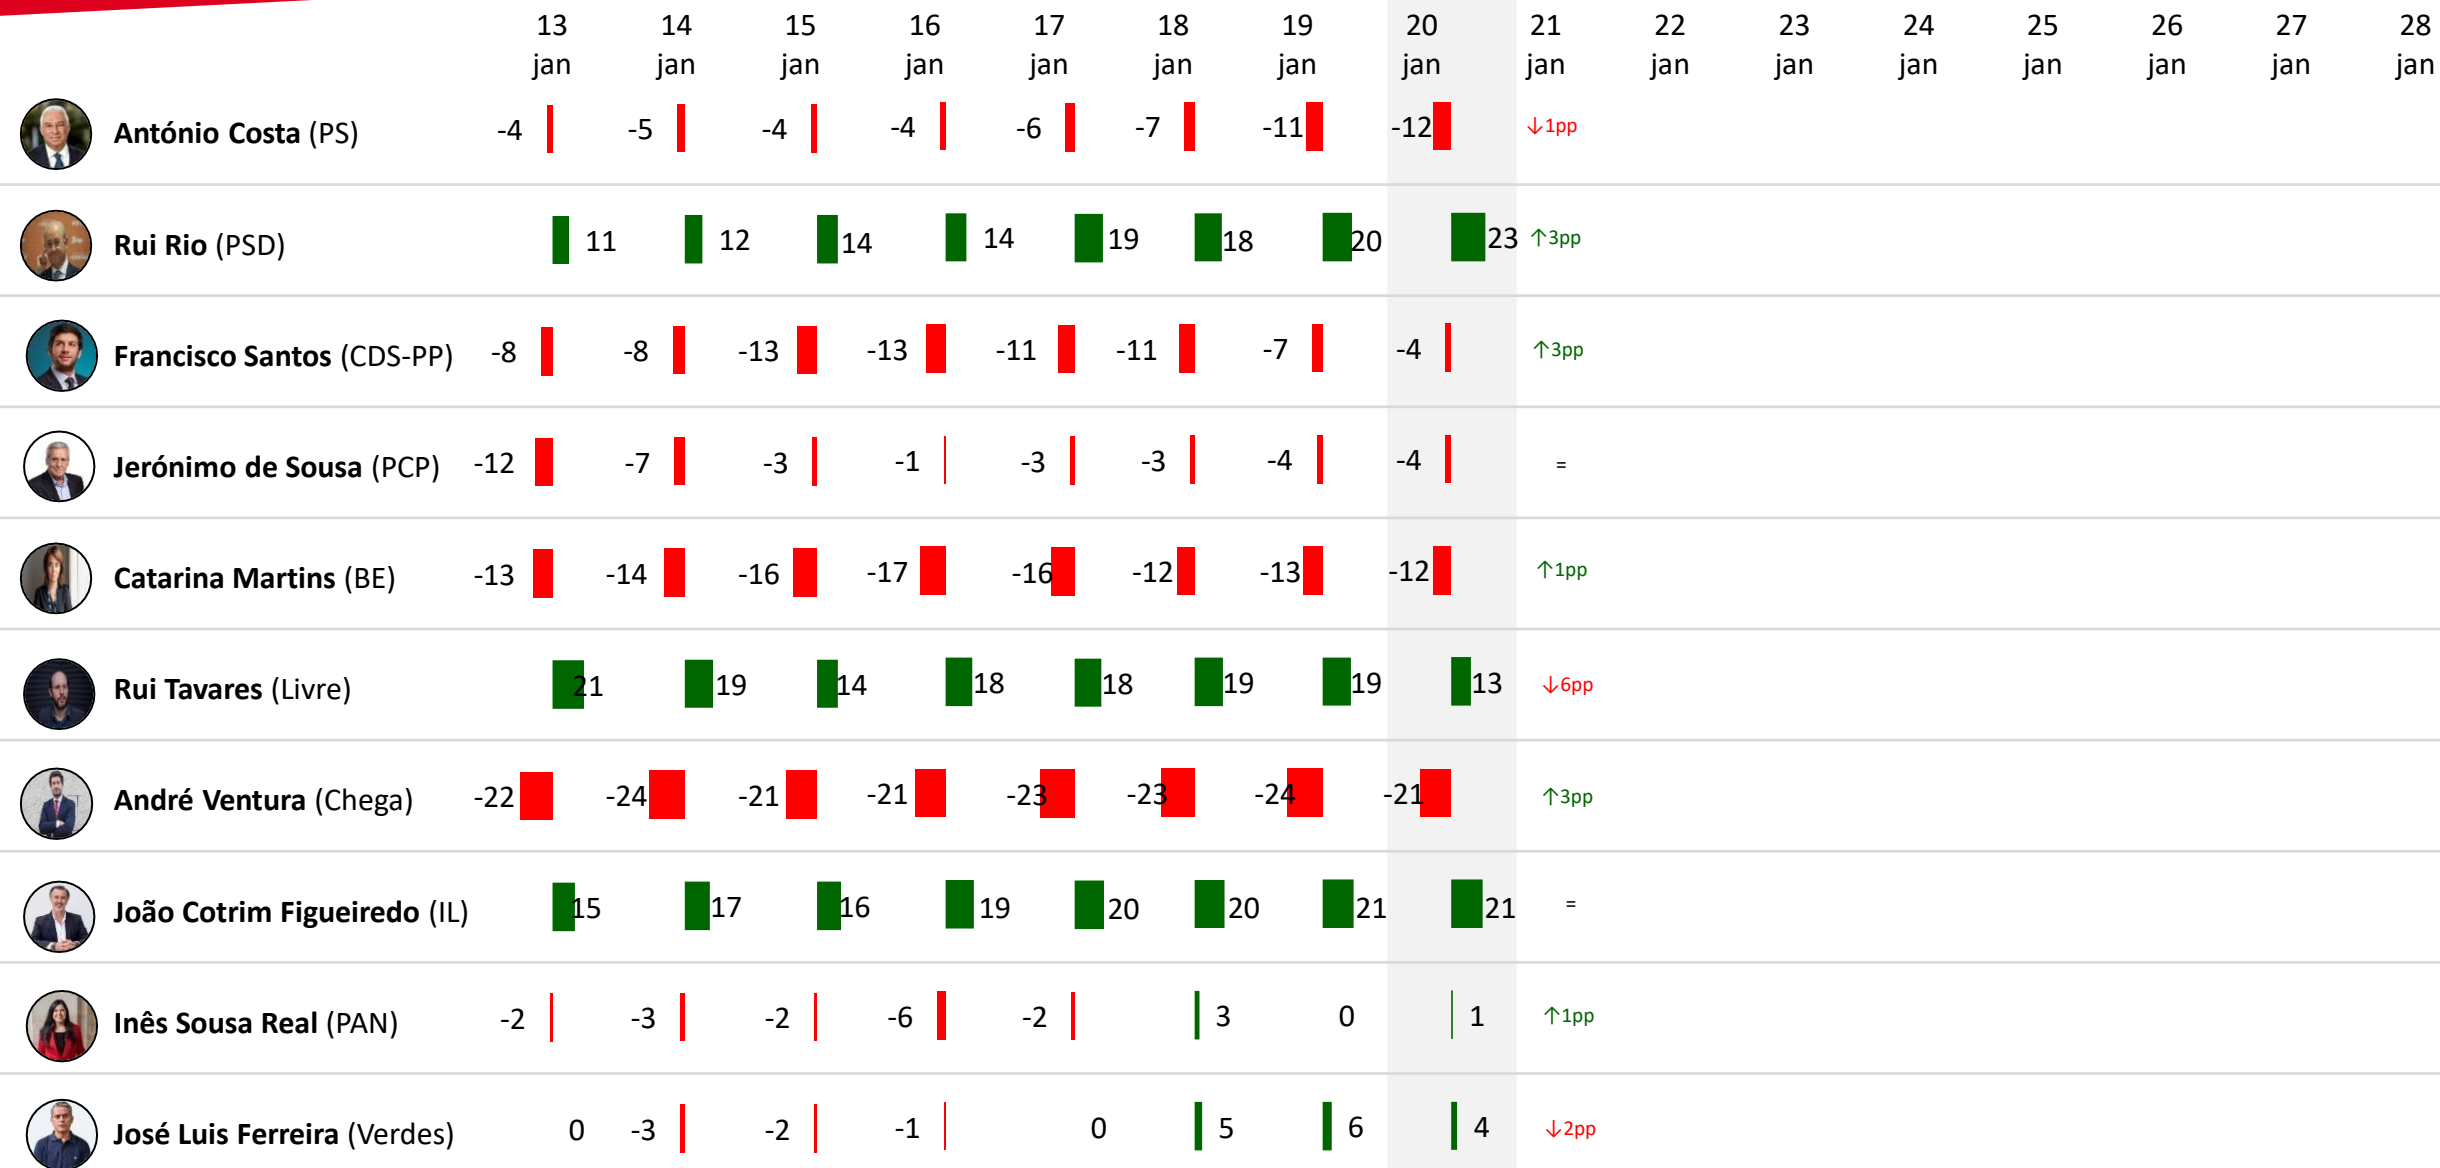 13 jan 14 jan 15 jan 16 jan 17 jan 18 jan 19 jan 20 jan 21 jan 22 jan 23 jan 24 jan 25 jan 26 jan 27 jan 28 jan
António Costa (PS) -4 -5 -4 -4 -6 -7 -11 -12 ↓1pp
Rui Rio (PSD) 11 12 14 14 19 18 20 23 ↑3pp
Francisco Santos (CDS-PP) -8 -8 -13 -13 -11 -11 -7 -4 ↑3pp
Jerónimo de Sousa (PCP) -12 -7 -3 -1 -3 -3 -4 -4 =
Catarina Martins (BE) -13 -14 -16 -17 -16 -12 -13 -12 ↑1pp
Rui Tavares (Livre) 21 19 14 18 18 19 19 13 ↓6pp
André Ventura (Chega) -22 -24 -21 -21 -23 -23 -24 -21 ↑3pp
João Cotrim Figueiredo (IL) 15 17 16 19 20 20 21 21 =
Inês Sousa Real (PAN) -2 -3 -2 -6 -2 3 0 1 ↑1pp
José Luis Ferreira (Verdes) 0 -3 -2 -1 0 5 6 4 ↓2pp